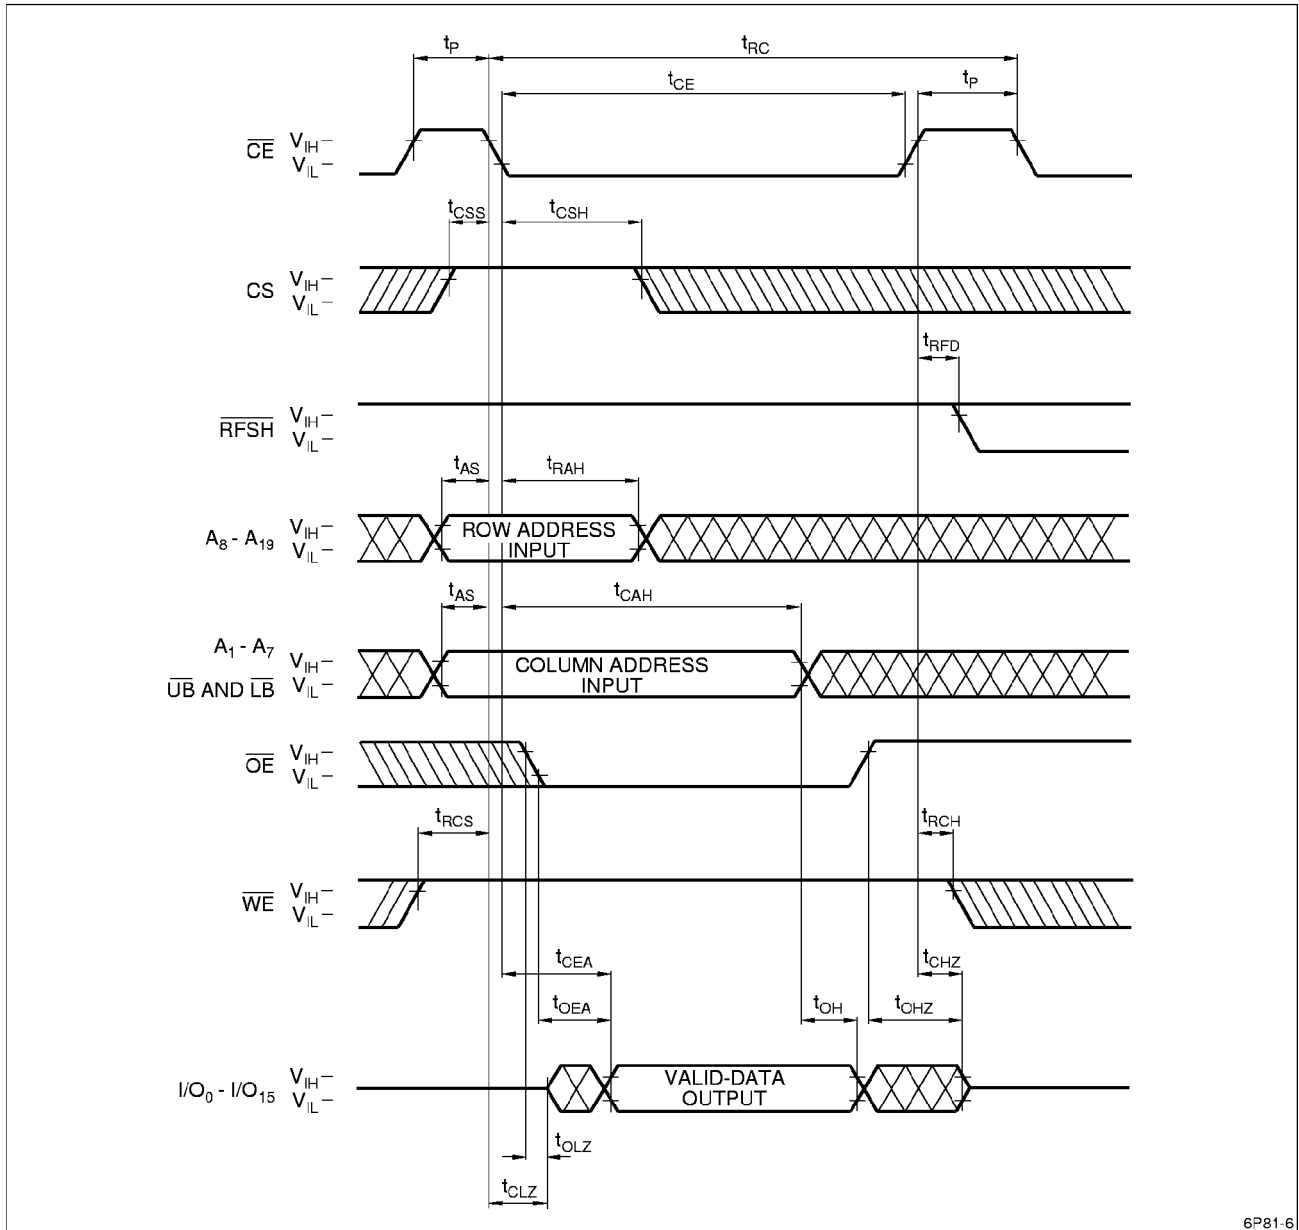 tP tRC
tCE tP
CE VIH
VIL
tCSS tCSH
CS VIH
VIL
tRFD
RFSH VIH
VIL
tAS tRAH
A8 - A19 VIH
VIL
ROW ADDRESS
INPUT
tAS tCAH
A1 - A7
UB AND LB
VIH
VIL
COLUMN ADDRESS
INPUT
OE VIH
VIL
tRCS tRCH
WE VIH
VIL
tCEA tCHZ
tOEA tOH tOHZ
I/O0 - I/O15 VIH
VIL
VALID-DATA
OUTPUT
tOLZ
tCLZ
6P81-6